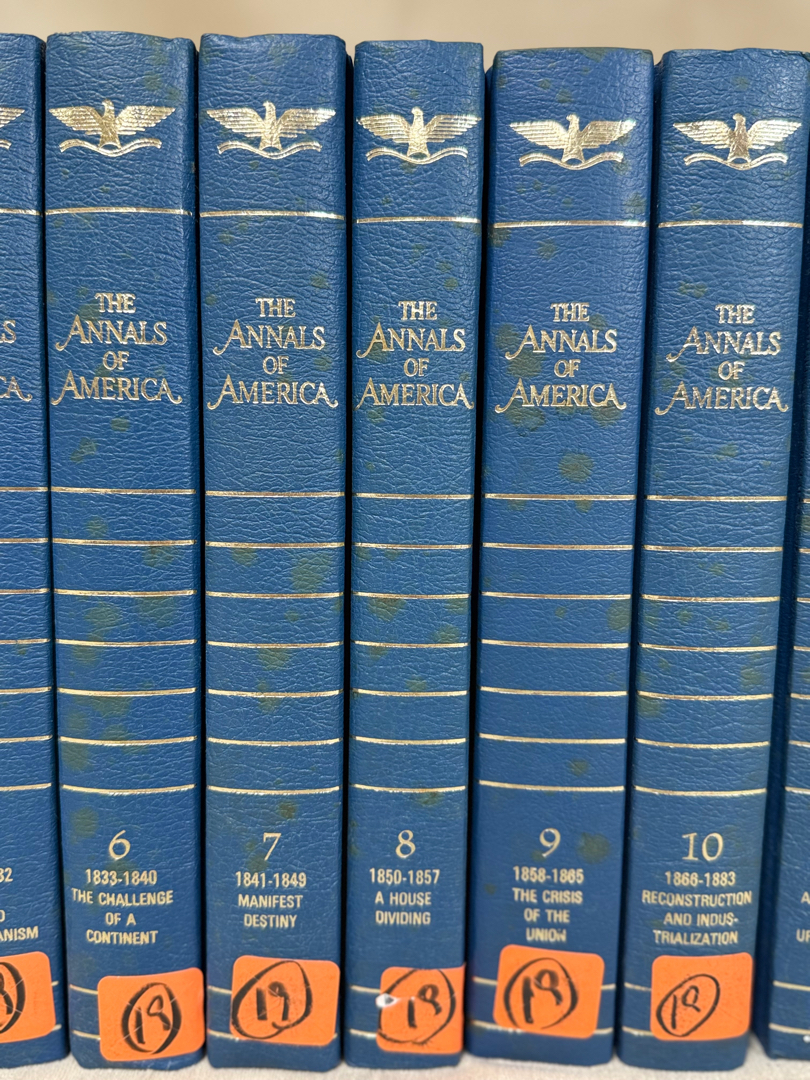 THE
ANNALS
OF
AMERICA
6
1833-1840
THE CHALLENGE
OF A
CONTINENT
19
THE
ANNALS
OF
AMERICA
7
1841-1849
MANIFEST
DESTINY
19
THE
ANNALS
OF
AMERICA
8
1850-1857
A HOUSE
DIVIDING
19
THE
ANNALS
OF
AMERICA
9
1858-1865
THE CRISIS
OF THE
UNION
19
THE
ANNALS
OF
AMERICA
10
1866-1883
RECONSTRUCTION
AND INDUS-
TRIALIZATION
19